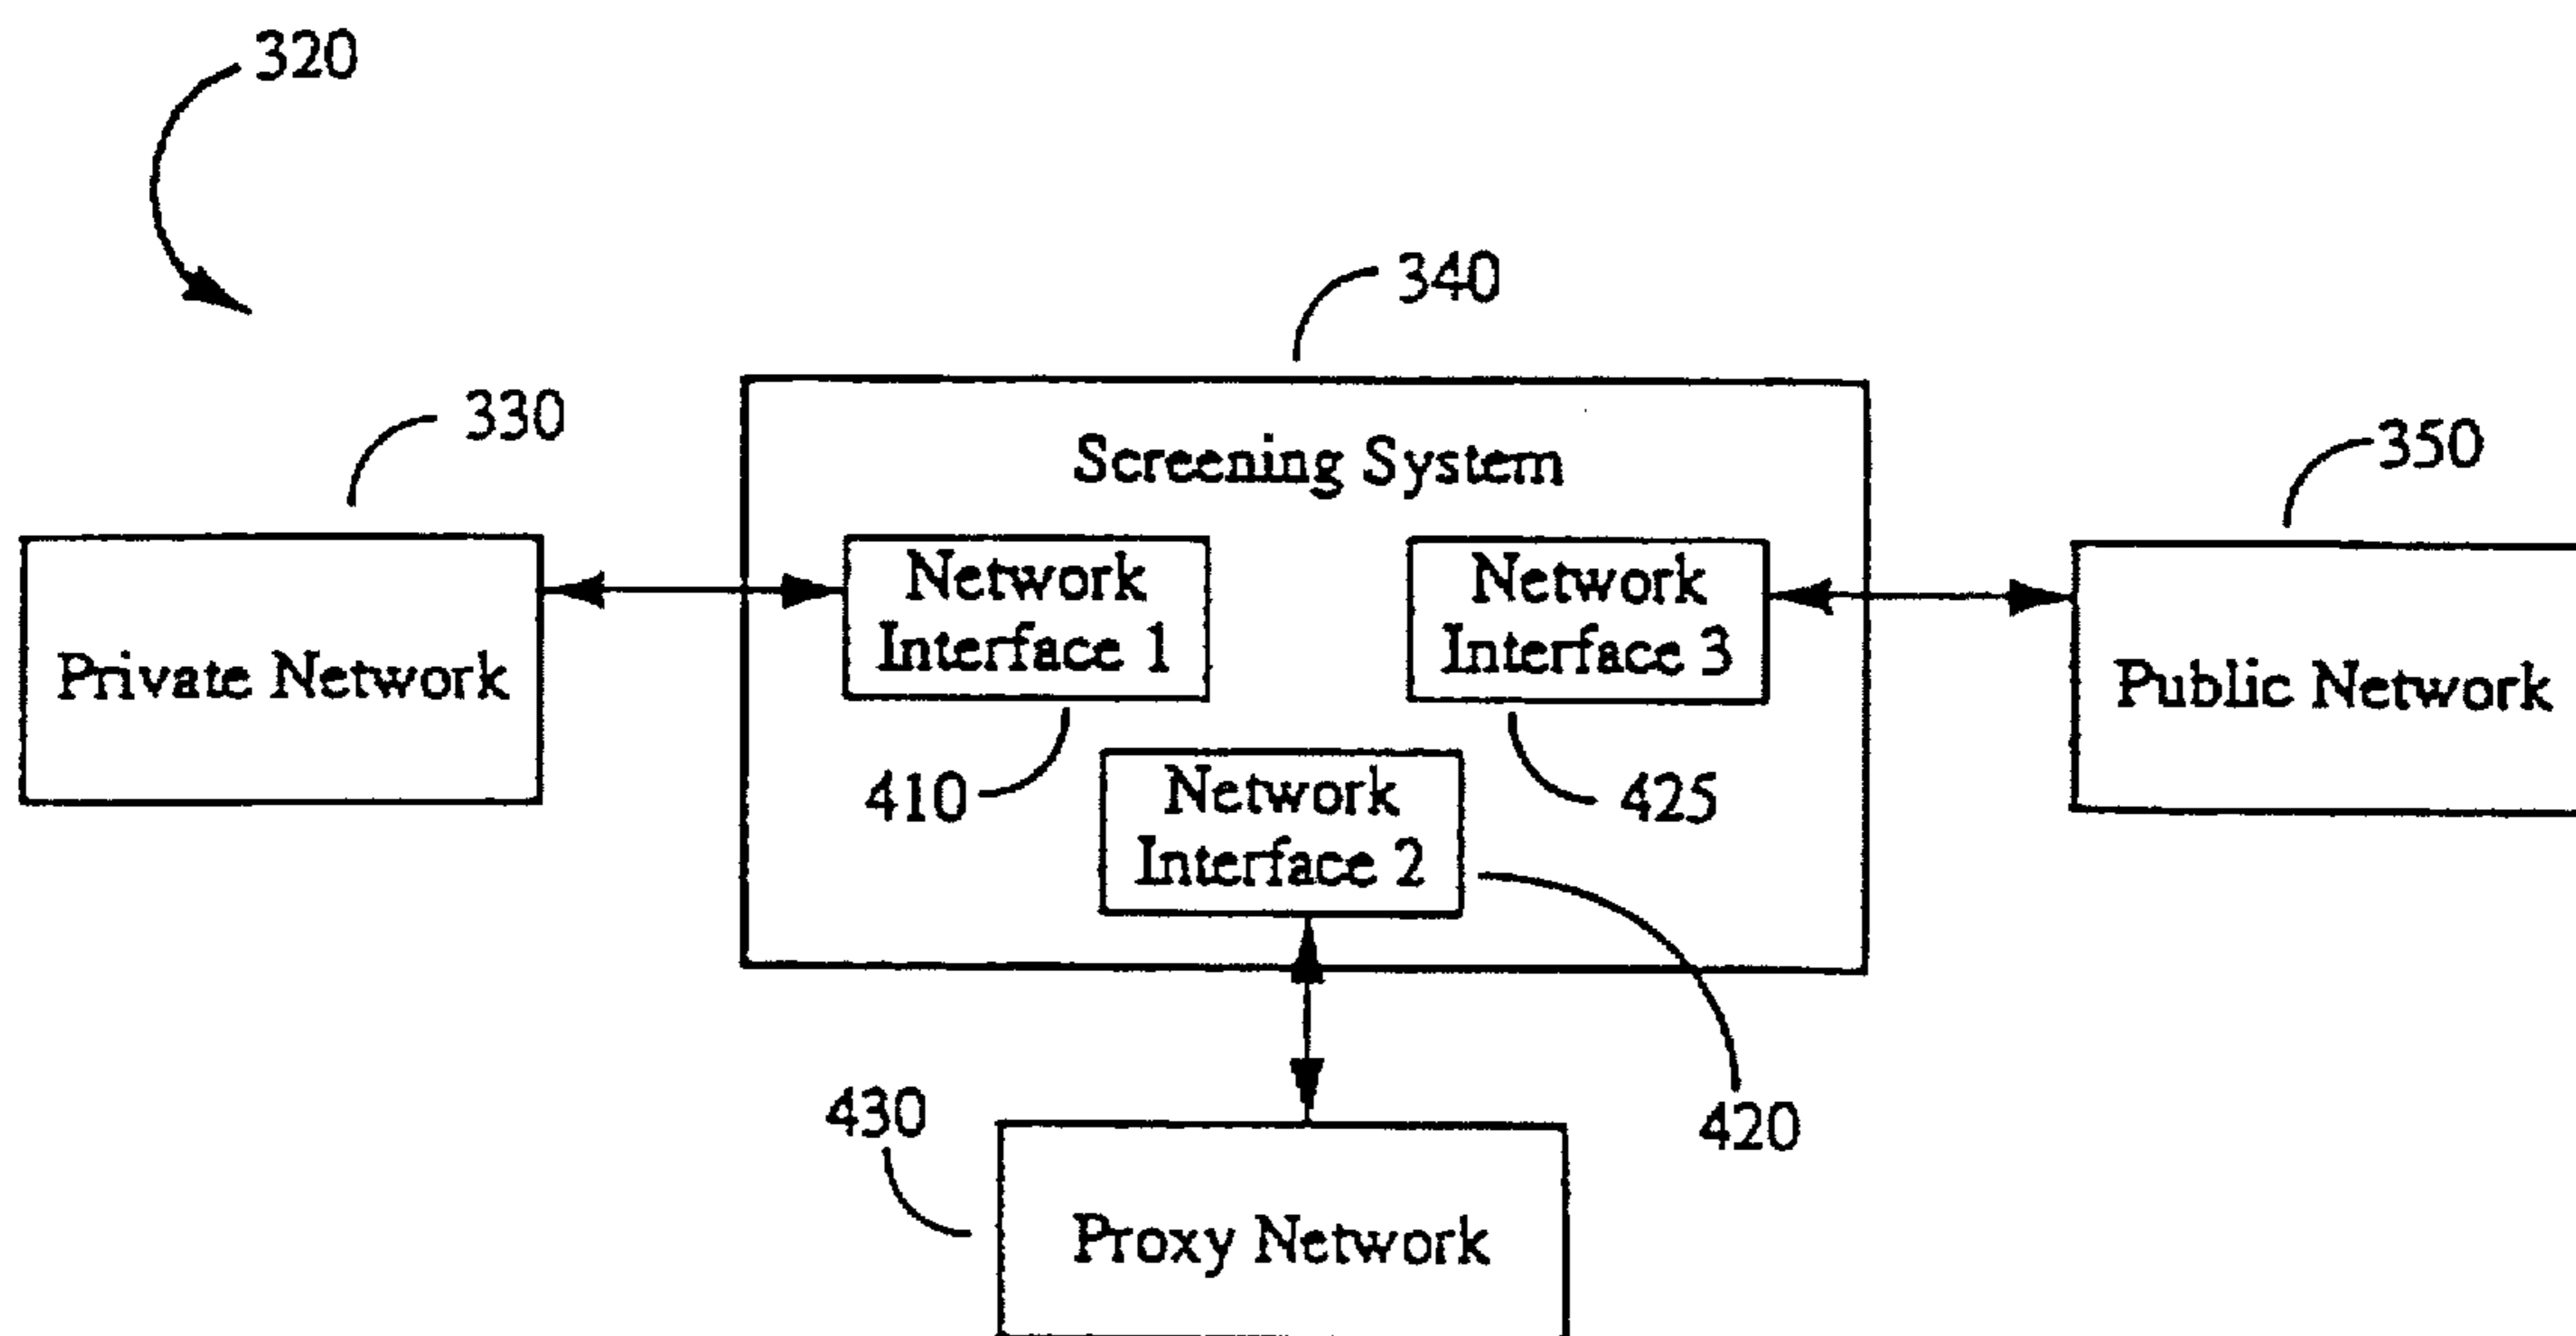 320
340
330
350
Screening System
Network
Interface 1
Network
Interface 3
Private Network
Public Network
410
425
Network
Interface 2
430
420
Proxy Network